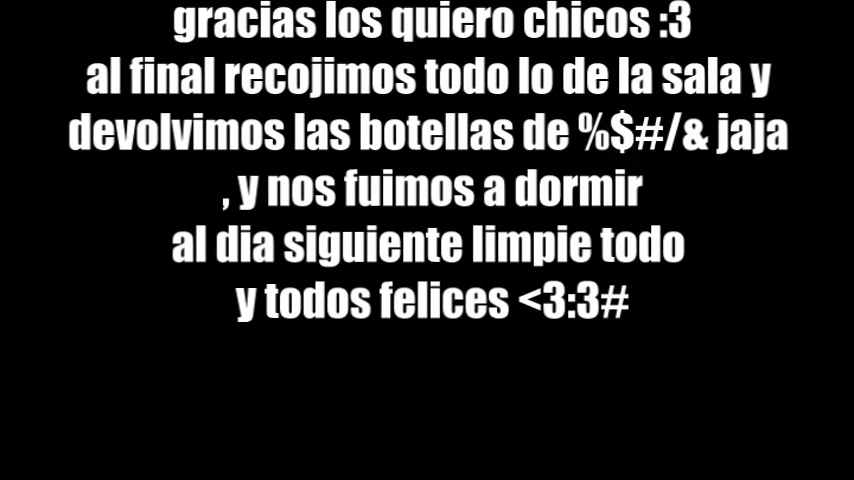 gracias los quiero chicos :3
al final recojimos todo lo de la sala y
devolvimos las botellas de %$#/& jaja
, y nos fuimos a dormir
al dia siguiente limpie todo
y todos felices <3:3#